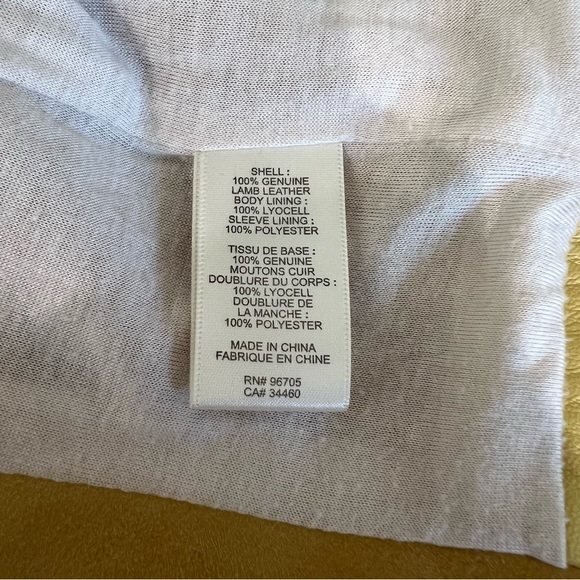 SHELL :
100% GENUINE
LAMB LEATHER
BODY LINING :
100% LYOCELL
SLEEVE LINING :
100% POLYESTER
TISSU DE BASE :
100% GENUINE
MOUTONS CUIR
DOUBLURE DU CORPS :
100% LYOCELL
DOUBLURE DE
LA MANCHE :
100% POLYESTER
MADE IN CHINA
FABRIQUE EN CHINE
RN# 96705
CA# 34460